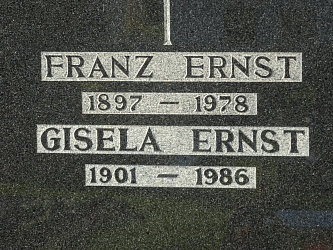 FRANZ ERNST
1897 — 1978
GISELA ERNST
1901 — 1986